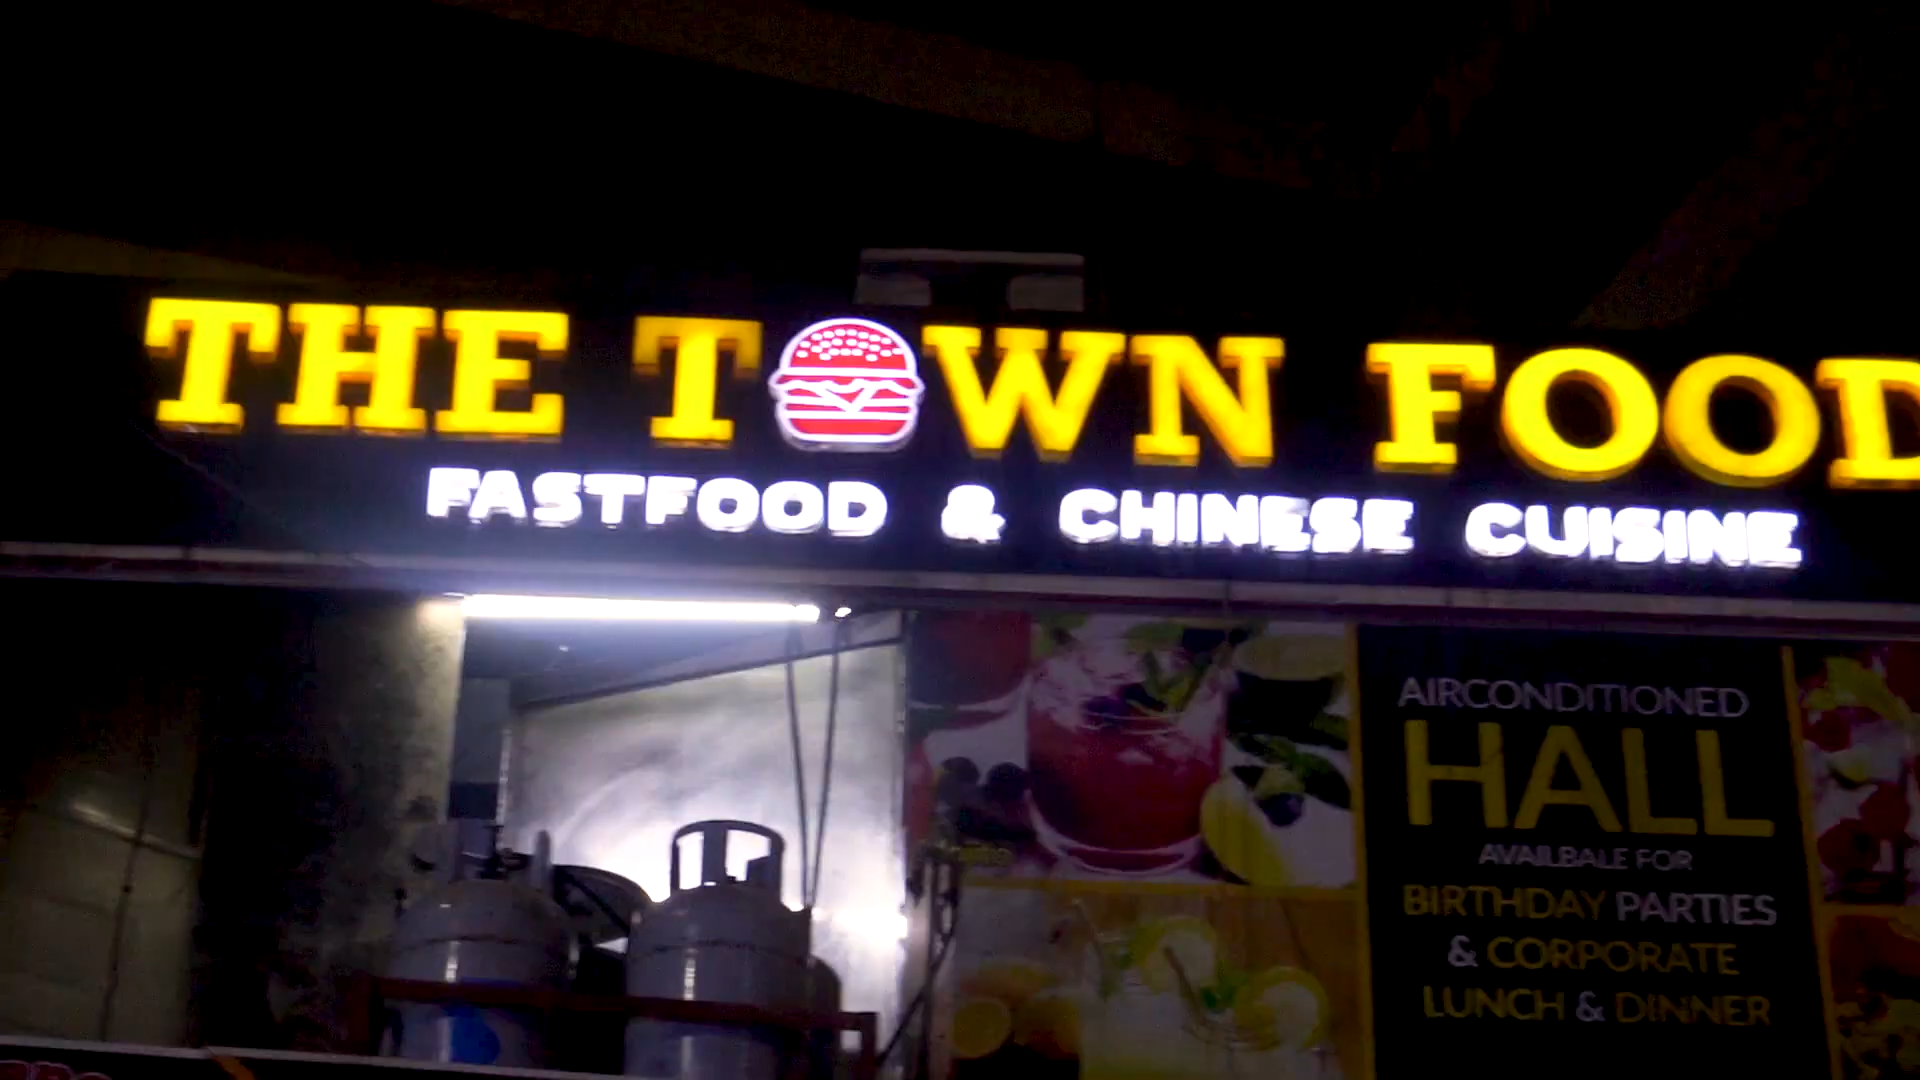 THE TOWN FOOD
FASTFOOD & CHINESE CUISINE
AIRCONDITIONED
HALL
AVAILBALE FOR
BIRTHDAY PARTIES
& CORPORATE
LUNCH & DINNER